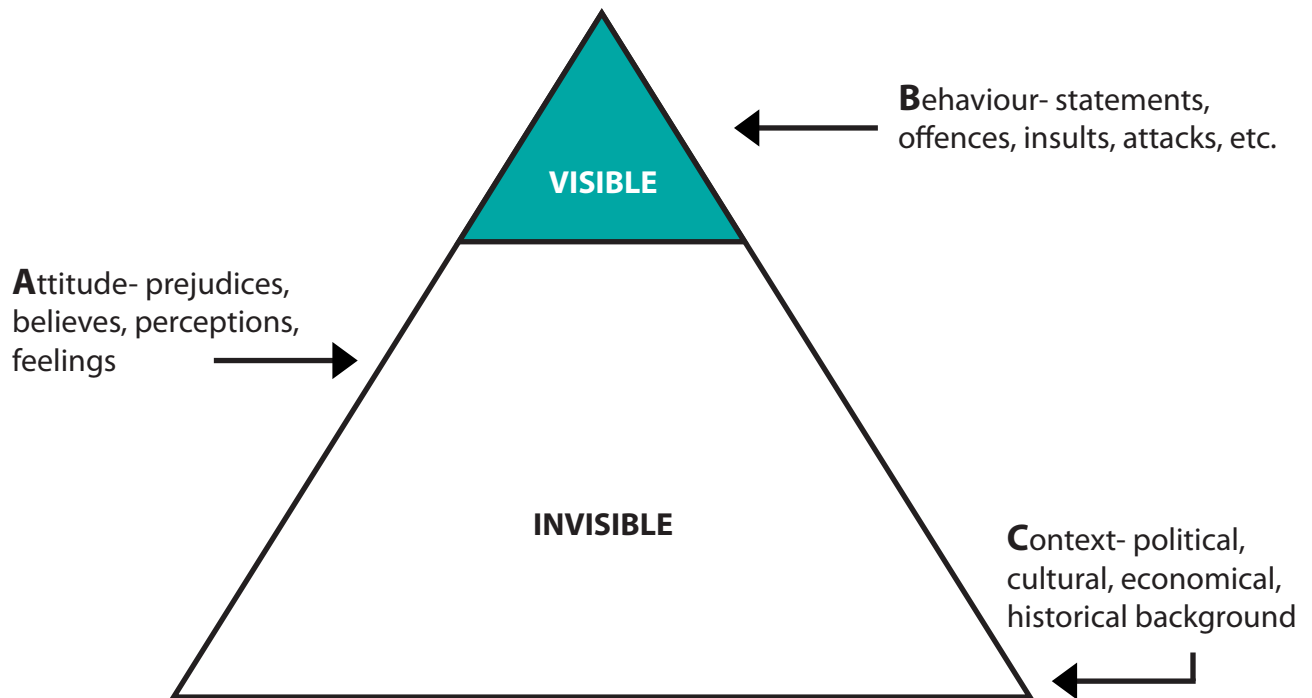 Behaviour- statements,
offences, insults, attacks, etc.
VISIBLE
Attitude- prejudices,
believes, perceptions,
feelings
INVISIBLE
Context- political,
cultural, economical,
historical background